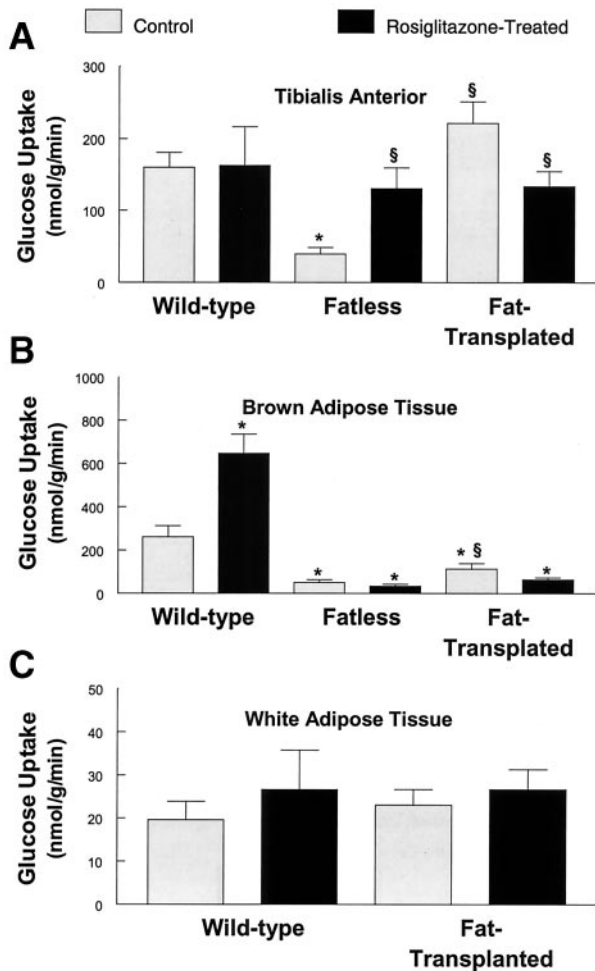 Control
Rosiglitazone-Treated
A
Glucose Uptake
(nmol/g/min)
300
200
100
0
Tibialis Anterior
*
§
§
§
Wild-type
Fatless
Fat-
Transplated
B
Glucose Uptake
(nmol/g/min)
1000
800
600
400
200
0
Brown Adipose Tissue
*
*
*
* §
*
Wild-type
Fatless
Fat-
Transplated
C
Glucose Uptake
(nmol/g/min)
50
40
30
20
10
0
White Adipose Tissue
Wild-type
Fat-
Transplanted